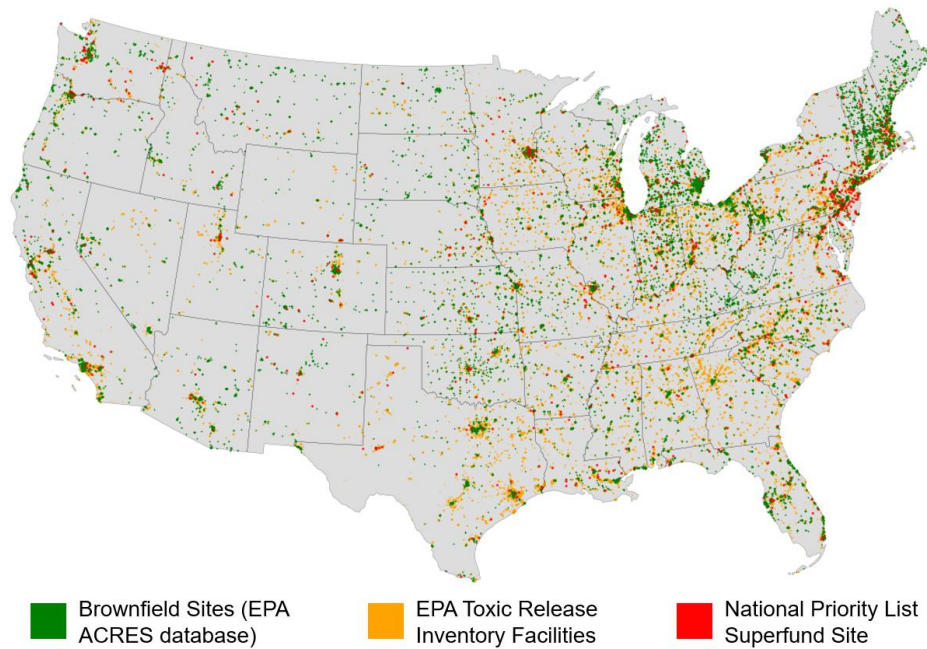 Brownfield Sites (EPA
ACRES database)
EPA Toxic Release
Inventory Facilities
National Priority List
Superfund Site